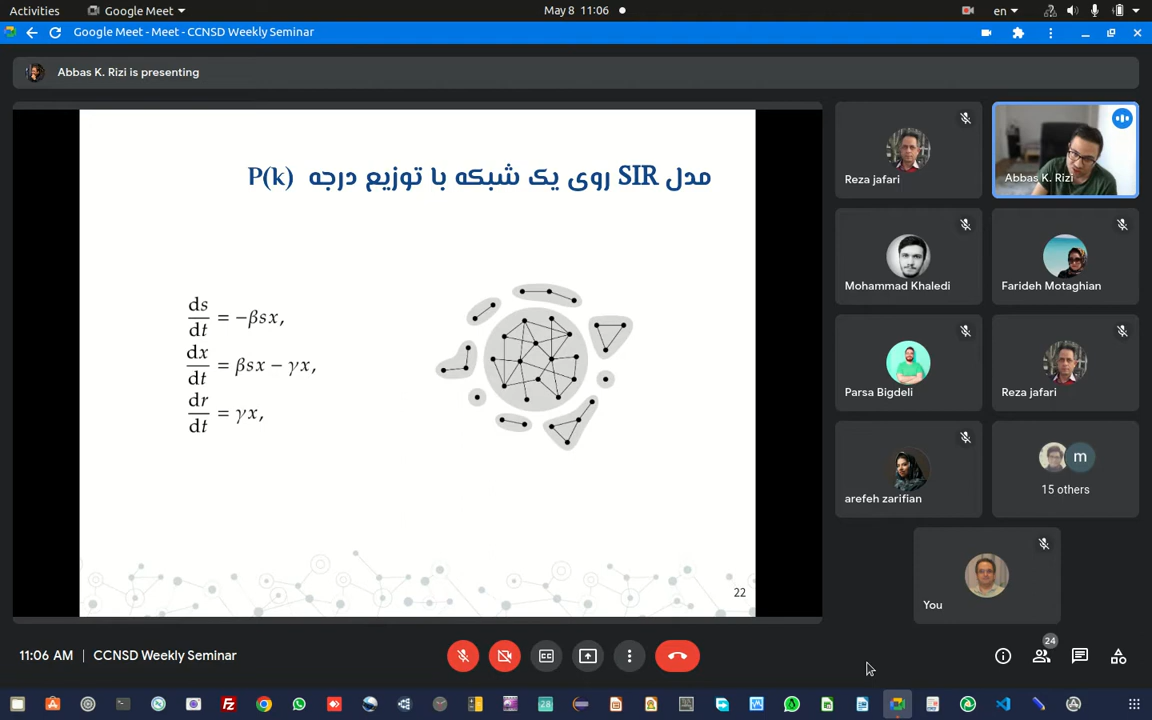 Activities
Google Meet
May 8 11:06
en
Google Meet - Meet - CCNSD Weekly Seminar
Abbas K. Rizi is presenting
مدل SIR روی یک شبکه با توزیع درجه P(k)
ds/dt = −βsx,
dx/dt = βsx − γx,
dr/dt = γx,
22
Reza jafari
Abbas K. Rizi
Mohammad Khaledi
Farideh Motaghian
Parsa Bigdeli
Reza jafari
arefeh zarifian
m
15 others
You
11:06 AM | CCNSD Weekly Seminar
24